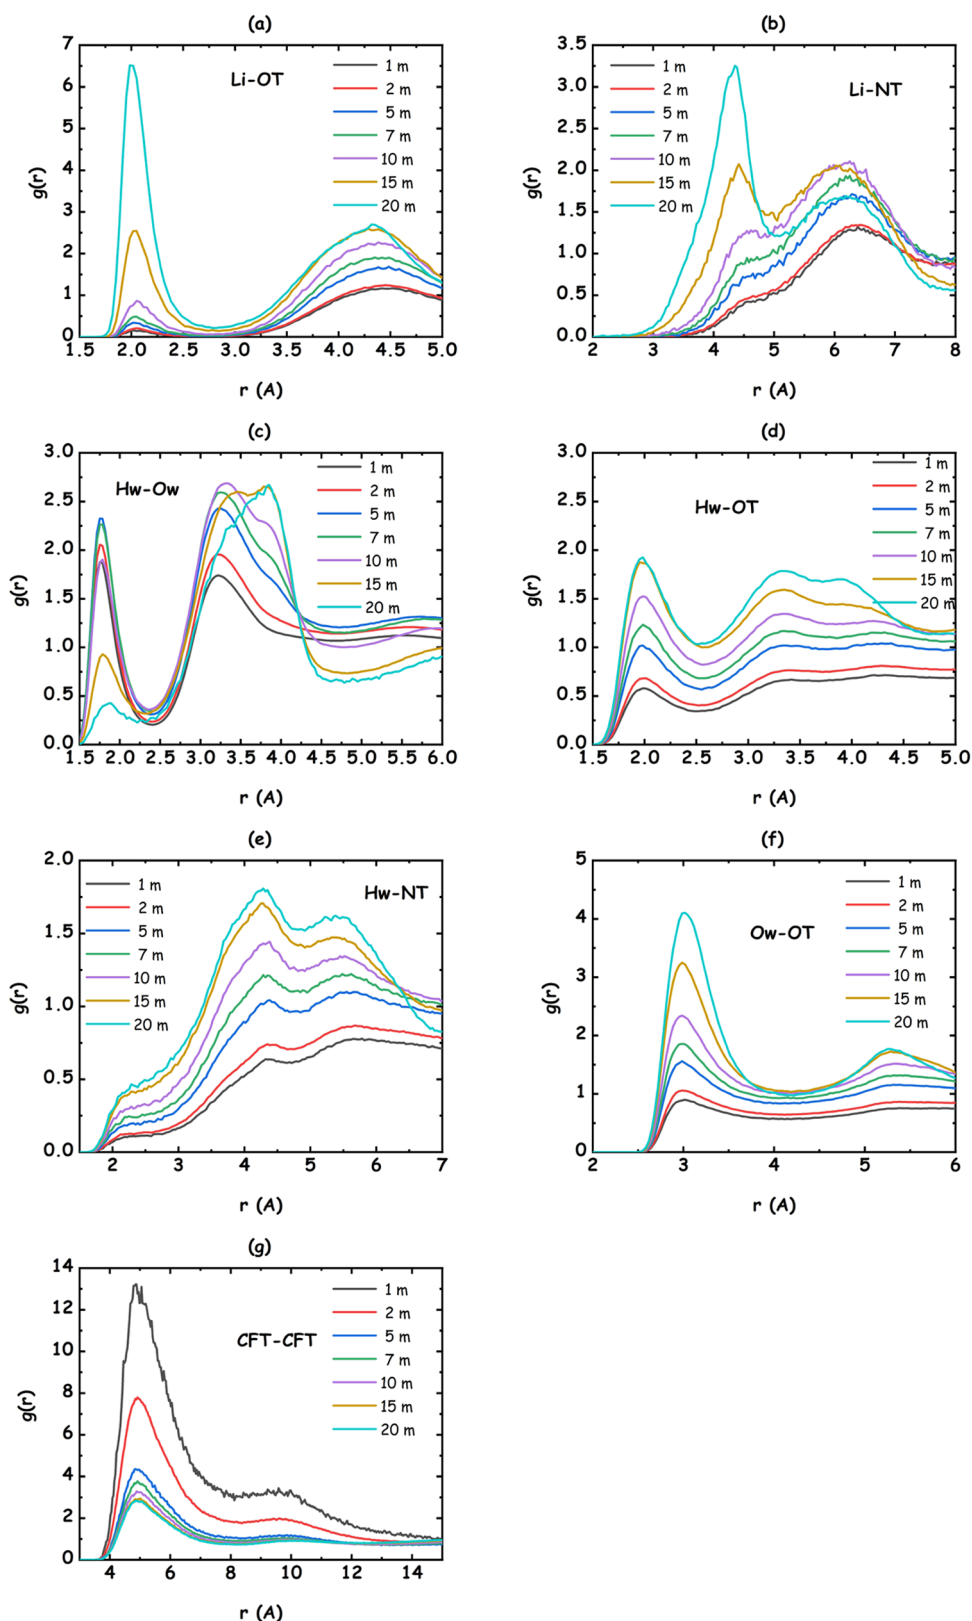 (a)
7
6
5
4
3
2
1
0
g(r)
Li-OT
1 m
2 m
5 m
7 m
10 m
15 m
20 m
1.5 2.0 2.5 3.0 3.5 4.0 4.5 5.0
r (A)
(b)
3.5
3.0
2.5
2.0
1.5
1.0
0.5
0.0
g(r)
Li-NT
1 m
2 m
5 m
7 m
10 m
15 m
20 m
2 3 4 5 6 7 8
r (A)
(c)
3.0
2.5
2.0
1.5
1.0
0.5
0.0
g(r)
Hw-Ow
1 m
2 m
5 m
7 m
10 m
15 m
20 m
1.5 2.0 2.5 3.0 3.5 4.0 4.5 5.0 5.5 6.0
r (A)
(d)
3.0
2.5
2.0
1.5
1.0
0.5
0.0
g(r)
Hw-OT
1 m
2 m
5 m
7 m
10 m
15 m
20 m
1.5 2.0 2.5 3.0 3.5 4.0 4.5 5.0
r (A)
(e)
2.0
1.5
1.0
0.5
0.0
g(r)
Hw-NT
1 m
2 m
5 m
7 m
10 m
15 m
20 m
2 3 4 5 6 7
r (A)
(f)
5
4
3
2
1
0
g(r)
Ow-OT
1 m
2 m
5 m
7 m
10 m
15 m
20 m
2 3 4 5 6
r (A)
(g)
14
12
10
8
6
4
2
0
g(r)
CFT-CFT
1 m
2 m
5 m
7 m
10 m
15 m
20 m
4 6 8 10 12 14
r (A)